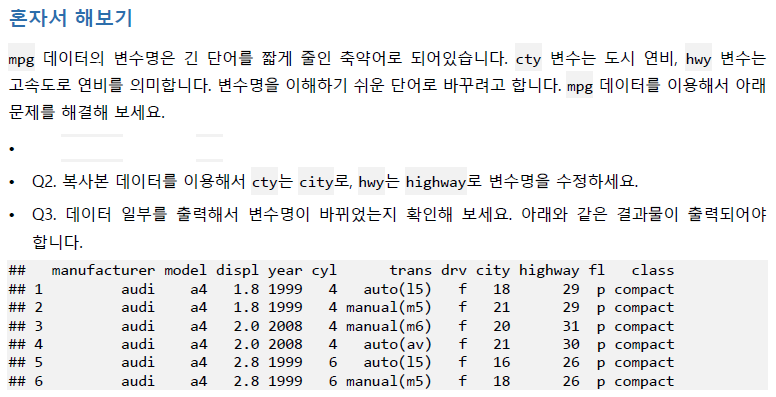 혼자서 해보기
mpg 데이터의 변수명은 긴 단어를 짧게 줄인 축약어로 되어있습니다. cty 변수는 도시 연비, hwy 변수는
고속도로 연비를 의미합니다. 변수명을 이해하기 쉬운 단어로 바꾸려고 합니다. mpg 데이터를 이용해서 아래
문제를 해결해 보세요.
•
• Q2. 복사본 데이터를 이용해서 cty는 city로, hwy는 highway로 변수명을 수정하세요.
• Q3. 데이터 일부를 출력해서 변수명이 바뀌었는지 확인해 보세요. 아래와 같은 결과물이 출력되어야
합니다.
##   manufacturer model displ year cyl      trans drv city highway fl   class
## 1         audi    a4   1.8 1999   4   auto(l5)   f   18      29  p compact
## 2         audi    a4   1.8 1999   4 manual(m5)   f   21      29  p compact
## 3         audi    a4   2.0 2008   4 manual(m6)   f   20      31  p compact
## 4         audi    a4   2.0 2008   4   auto(av)   f   21      30  p compact
## 5         audi    a4   2.8 1999   6   auto(l5)   f   16      26  p compact
## 6         audi    a4   2.8 1999   6 manual(m5)   f   18      26  p compact